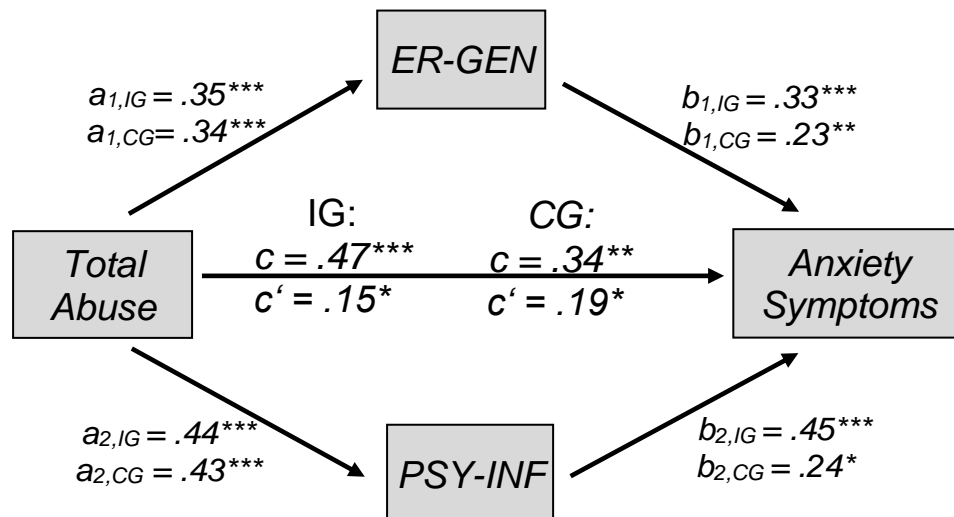 ER-GEN
a1,IG = .35***
a1,CG= .34***
b1,IG = .33***
b1,CG = .23**
Total
Abuse
IG:
c = .47***
c‘ = .15*
CG:
c = .34**
c‘ = .19*
Anxiety
Symptoms
a2,IG = .44***
a2,CG = .43***
PSY-INF
b2,IG = .45***
b2,CG = .24*